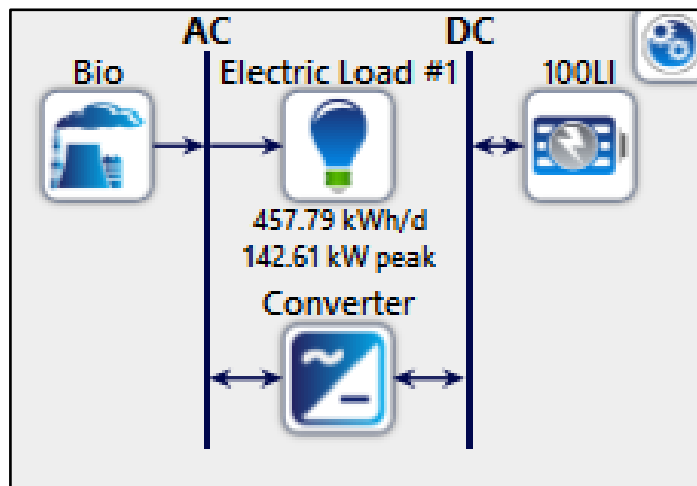 AC DC
Bio Electric Load #1 100LI
457.79 kWh/d
142.61 kW peak
Converter